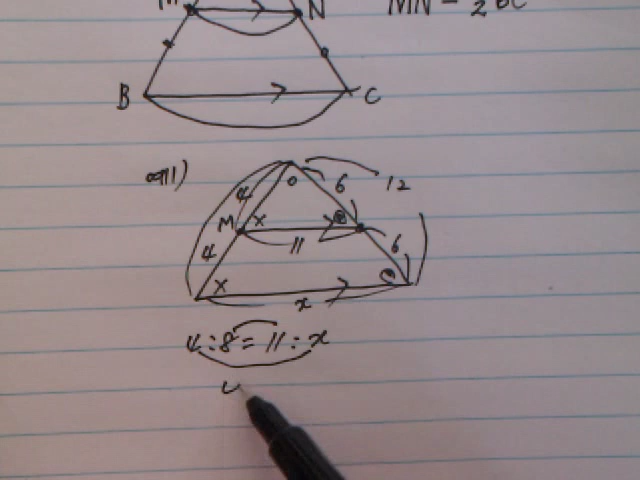 M N MN = ½BC
B C
예1)
4 6 12
M x 11
4 6
x x
4 : 8 = 11 : x